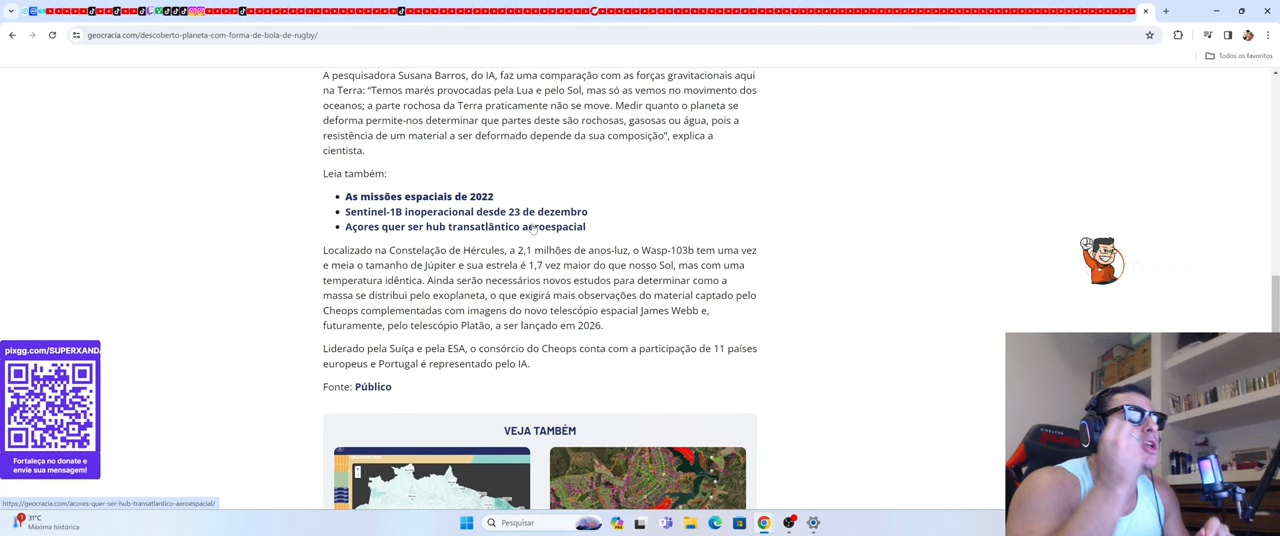 geocracia.com/descoberto-planeta-com-forma-de-bola-de-rugby/
Todos os favoritos
A pesquisadora Susana Barros, do IA, faz uma comparação com as forças gravitacionais aqui
na Terra: “Temos marés provocadas pela Lua e pelo Sol, mas só as vemos no movimento dos
oceanos; a parte rochosa da Terra praticamente não se move. Medir quanto o planeta se
deforma permite-nos determinar que partes deste são rochosas, gasosas ou água, pois a
resistência de um material a ser deformado depende da sua composição”, explica a
cientista.
Leia também:
As missões espaciais de 2022
Sentinel-1B inoperacional desde 23 de dezembro
Açores quer ser hub transatlântico aeroespacial
Localizado na Constelação de Hércules, a 2,1 milhões de anos-luz, o Wasp-103b tem uma vez
e meia o tamanho de Júpiter e sua estrela é 1,7 vez maior do que nosso Sol, mas com uma
temperatura idêntica. Ainda serão necessários novos estudos para determinar como a
massa se distribui pelo exoplaneta, o que exigirá mais observações do material captado pelo
Cheops complementadas com imagens do novo telescópio espacial James Webb e,
futuramente, pelo telescópio Platão, a ser lançado em 2026.
Liderado pela Suíça e pela ESA, o consórcio do Cheops conta com a participação de 11 países
europeus e Portugal é representado pelo IA.
Fonte: Público
VEJA TAMBÉM
pixgg.com/SUPERXANDA
Fortaleça no donate e
envie sua mensagem!
https://geocracia.com/acores-quer-ser-hub-transatlantico-aeroespacial/
31°C
Máxima histórica
Pesquisar